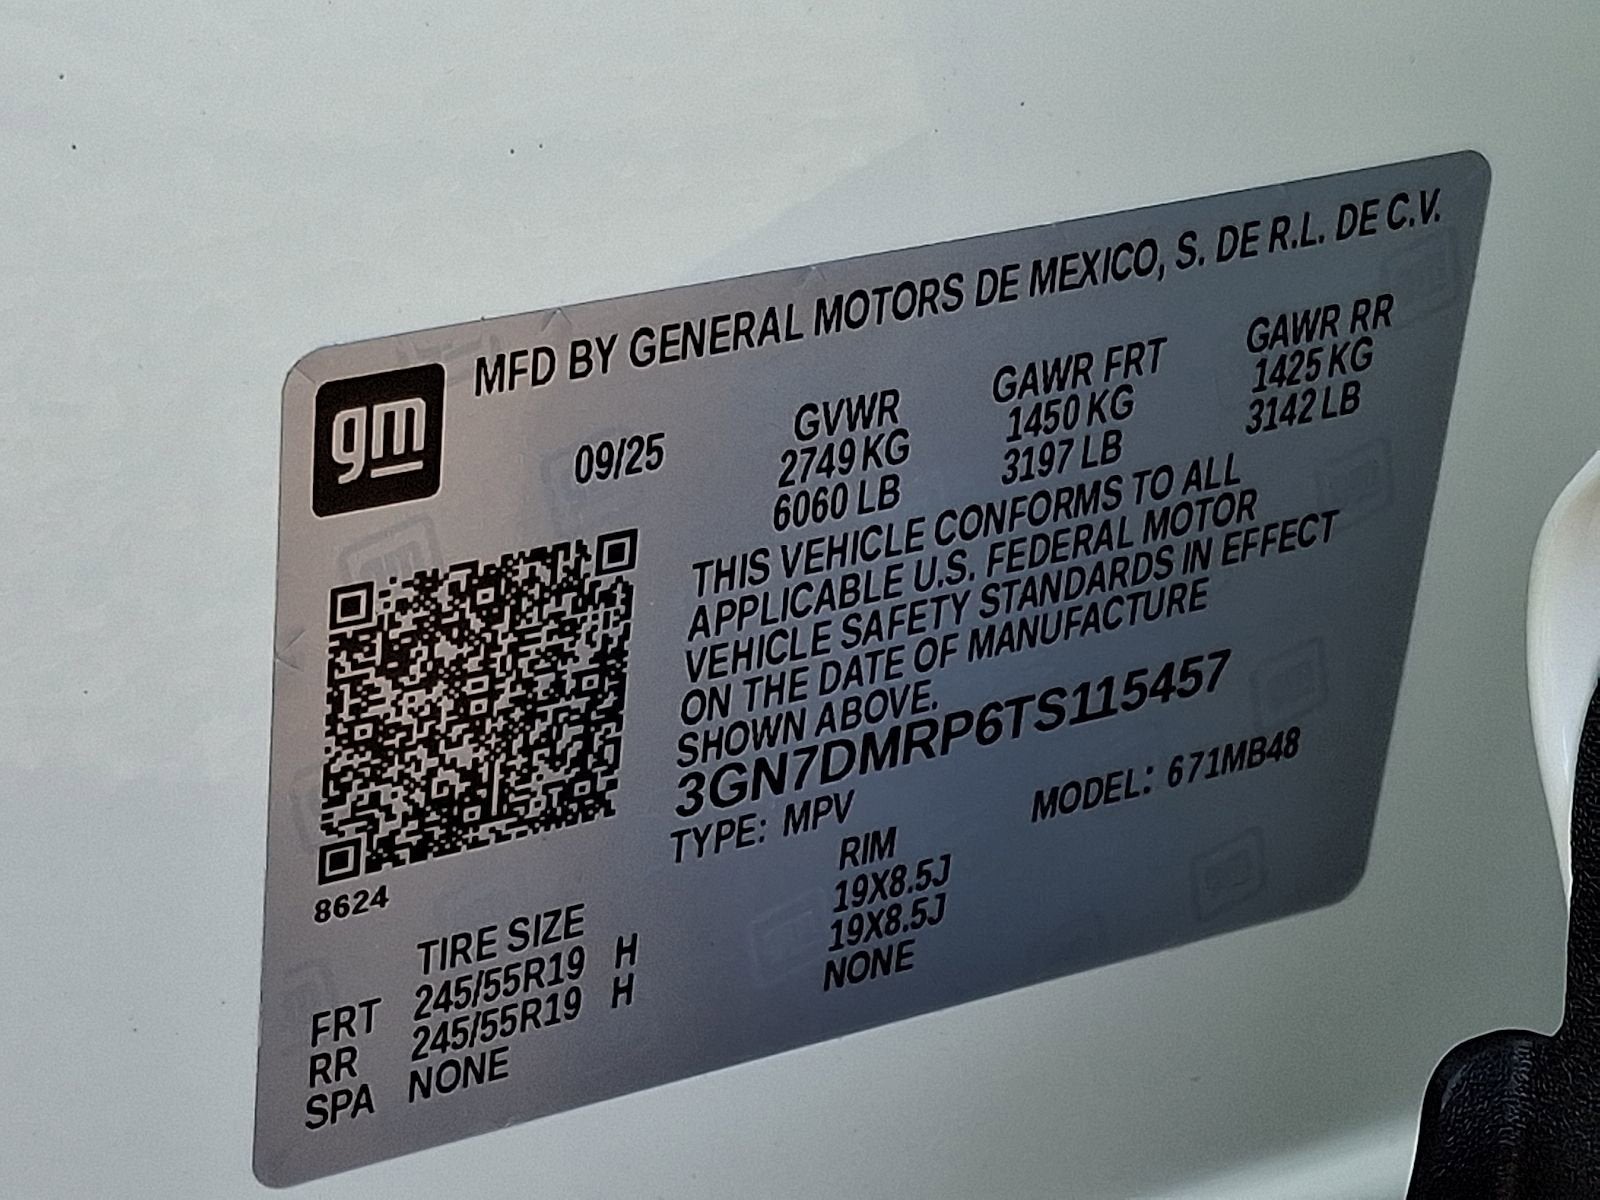 gm
MFD BY GENERAL MOTORS DE MEXICO, S. DE R.L. DE C.V.
09/25
GVWR
2749 KG
6060 LB
GAWR FRT
1450 KG
3197 LB
GAWR RR
1425 KG
3142 LB
THIS VEHICLE CONFORMS TO ALL
APPLICABLE U.S. FEDERAL MOTOR
VEHICLE SAFETY STANDARDS IN EFFECT
ON THE DATE OF MANUFACTURE
SHOWN ABOVE.
3GN7DMRP6TS115457
TYPE: MPV MODEL: 671MB48
8624
TIRE SIZE RIM
FRT 245/55R19 H 19X8.5J
RR 245/55R19 H 19X8.5J
SPA NONE NONE